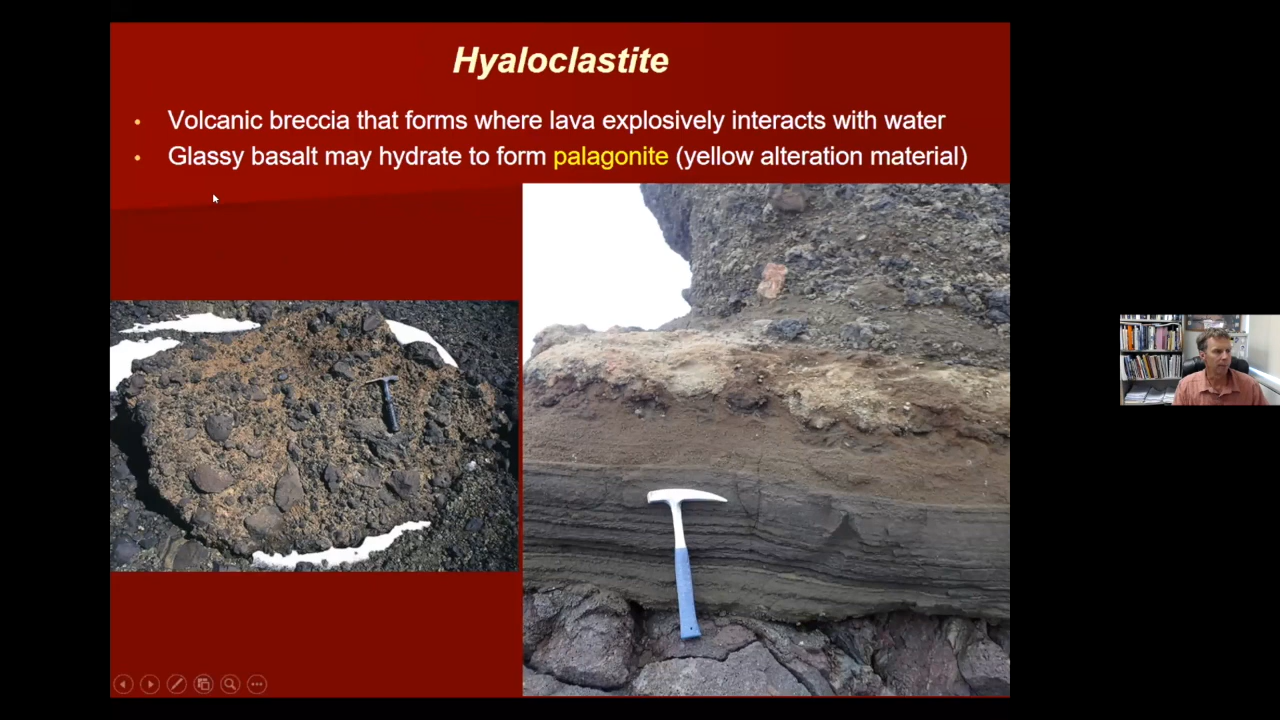 Hyaloclastite
• Volcanic breccia that forms where lava explosively interacts with water
• Glassy basalt may hydrate to form palagonite (yellow alteration material)